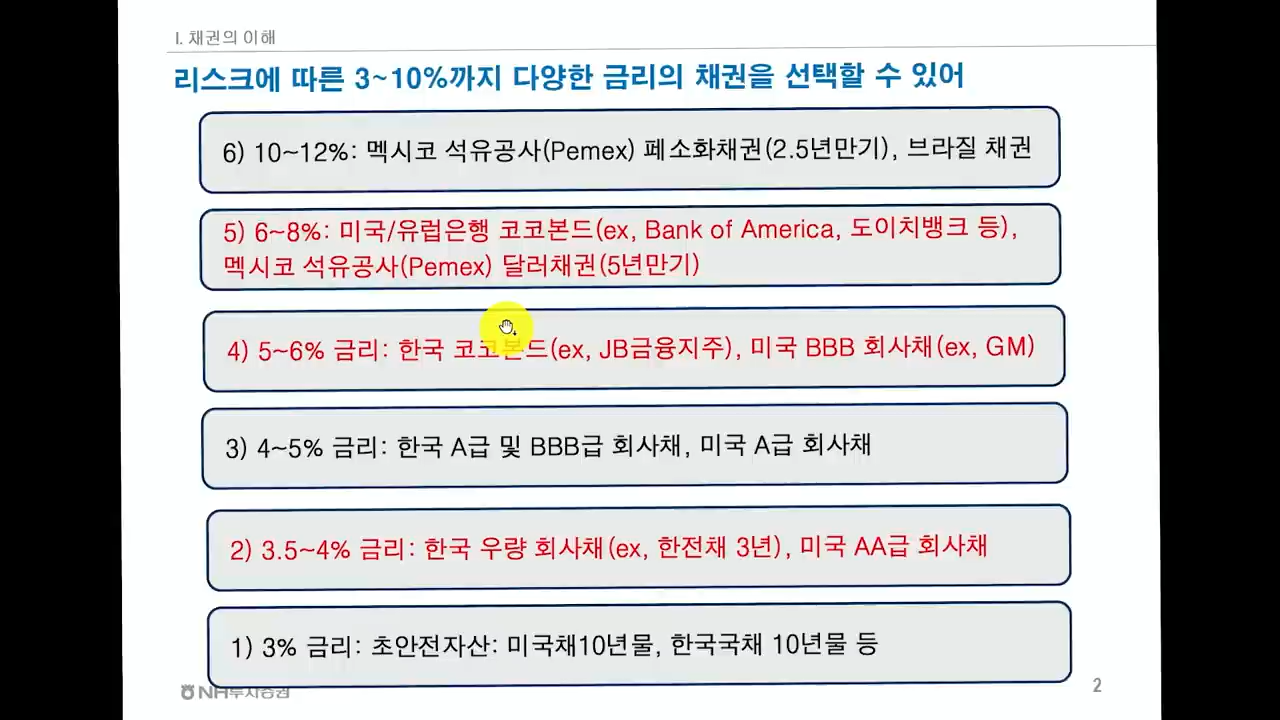 I. 채권의 이해
리스크에 따른 3~10%까지 다양한 금리의 채권을 선택할 수 있어
6) 10~12%: 멕시코 석유공사(Pemex) 페소화채권(2.5년만기), 브라질 채권
5) 6~8%: 미국/유럽은행 코코본드(ex, Bank of America, 도이치뱅크 등),
멕시코 석유공사(Pemex) 달러채권(5년만기)
4) 5~6% 금리: 한국 코코본드(ex, JB금융지주), 미국 BBB 회사채(ex, GM)
3) 4~5% 금리: 한국 A급 및 BBB급 회사채, 미국 A급 회사채
2) 3.5~4% 금리: 한국 우량 회사채(ex, 한전채 3년), 미국 AA급 회사채
1) 3% 금리: 초안전자산: 미국채10년물, 한국국채 10년물 등
NH투자증권
2